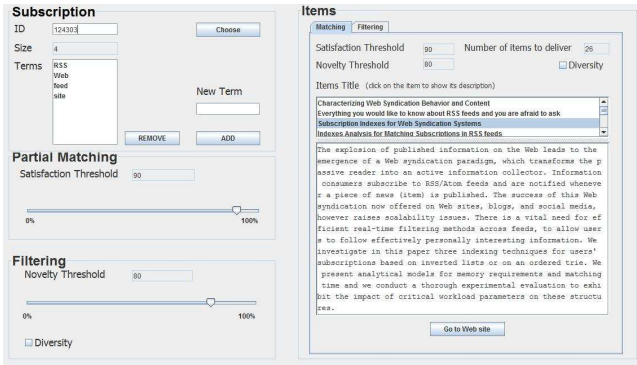 Subscription
ID
124303
Choose
Size
4
Terms
RSS
Web
feed
site
New Term
REMOVE
ADD
Partial Matching
Satisfaction Threshold
90
0%
100%
Filtering
Novelty Threshold
80
0%
100%
Diversity
Items
Matching
Filtering
Satisfaction Threshold
90
Number of items to deliver
26
Novelty Threshold
80
Diversity
Items Title (click on the item to show its description)
Characterizing Web Syndication Behavior and Content
Everything you would like to know about RSS feeds and you are afraid to ask
Subscription Indexes for Web Syndication Systems
Indexes Analysis for Matching Subscriptions in RSS feeds
The explosion of published information on the Web leads to the
emergence of a Web syndication paradigm, which transforms the p
assive reader into an active information collector. Information
consumers subscribe to RSS/Atom feeds and are notified wheneve
r a piece of news (item) is published. The success of this Web
syndication now offered on Web sites, blogs, and social media,
however raises scalability issues. There is a vital need for ef
ficient real-time filtering methods across feeds, to allow user
s to follow effectively personally interesting information. We
investigate in this paper three indexing techniques for users'
subscriptions based on inverted lists or on an ordered trie. We
present analytical models for memory requirements and matching
time and we conduct a thorough experimental evaluation to exhi
bit the impact of critical workload parameters on these structu
res.
Go to Web site